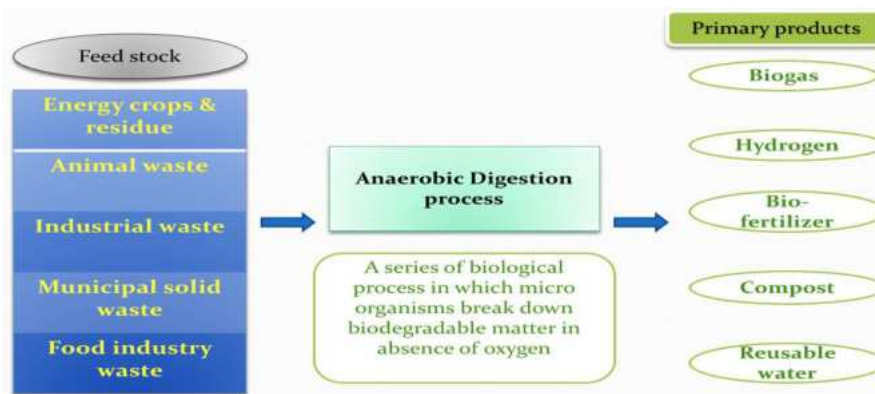 Feed stock
Energy crops &
residue
Animal waste
Industrial waste
Municipal solid
waste
Food industry
waste
Anaerobic Digestion
process
A series of biological
process in which micro
organisms break down
biodegradable matter in
absence of oxygen
Primary products
Biogas
Hydrogen
Bio-
fertilizer
Compost
Reusable
water